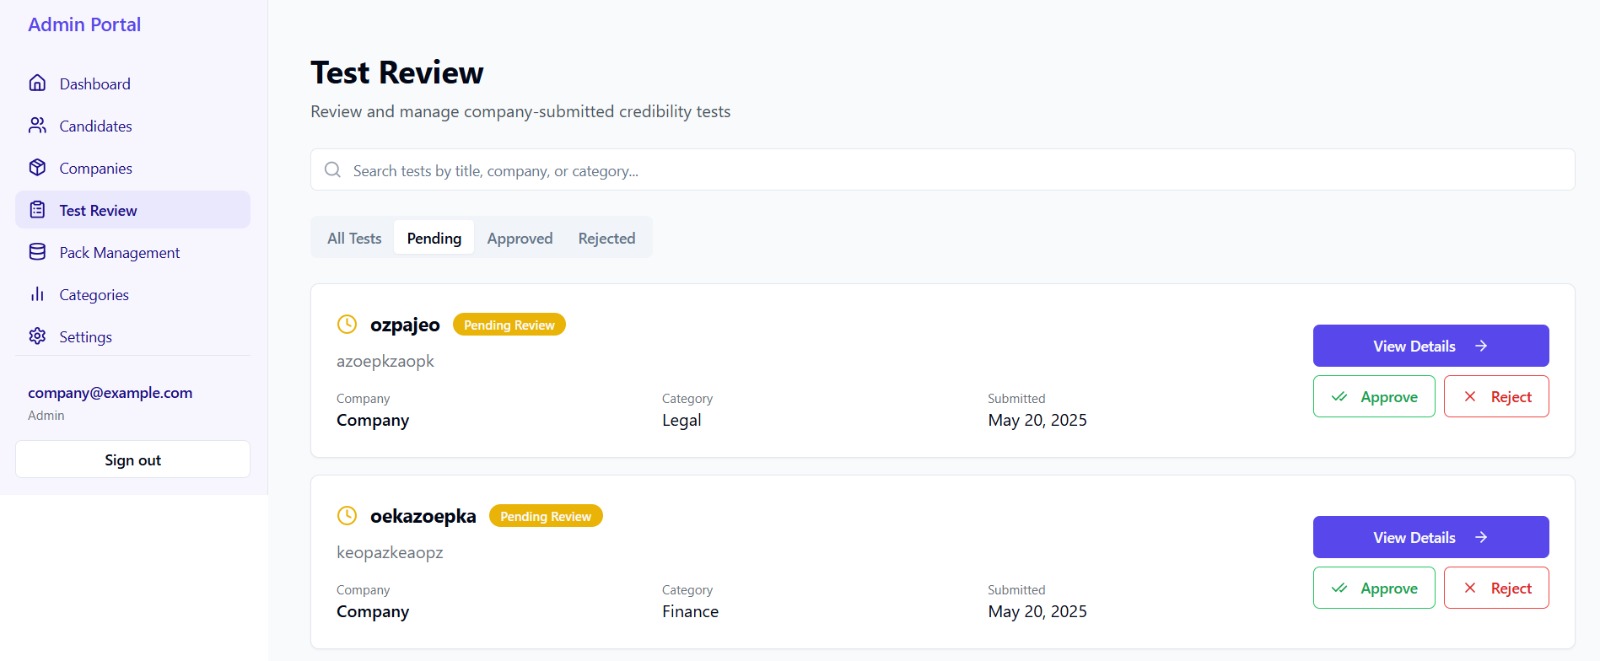 Admin Portal
Dashboard
Candidates
Companies
Test Review
Pack Management
Categories
Settings
company@example.com
Admin
Sign out
Test Review
Review and manage company-submitted credibility tests
Search tests by title, company, or category...
All Tests Pending Approved Rejected
ozpajeo Pending Review
azoepkzaopk
Company Category Submitted
Company Legal May 20, 2025
View Details
Approve Reject
oekazoepka Pending Review
keopazkeaopz
Company Category Submitted
Company Finance May 20, 2025
View Details
Approve Reject